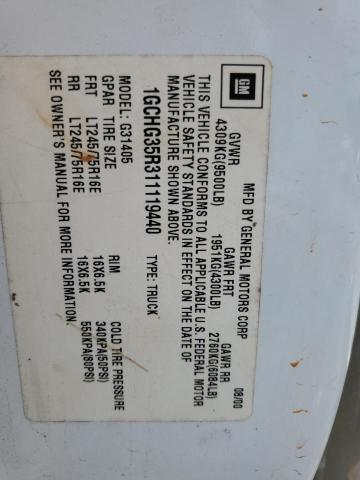 GM
MFD BY GENERAL MOTORS CORP
08/00
GVWR GAWR FRT GAWR RR
4309KG(9500LB) 1951KG(4300LB) 2760KG(6084LB)
THIS VEHICLE CONFORMS TO ALL APPLICABLE U.S. FEDERAL MOTOR
VEHICLE SAFETY STANDARDS IN EFFECT ON THE DATE OF
MANUFACTURE SHOWN ABOVE.
1GCHG35R311119440 TYPE: TRUCK
MODEL: G31405
GPAR TIRE SIZE RIM COLD TIRE PRESSURE
FRT LT245/75R16E 16X6.5K 340KPA(50PSI)
RR LT245/75R16E 16X6.5K 550KPA(80PSI)
SEE OWNER'S MANUAL FOR MORE INFORMATION.